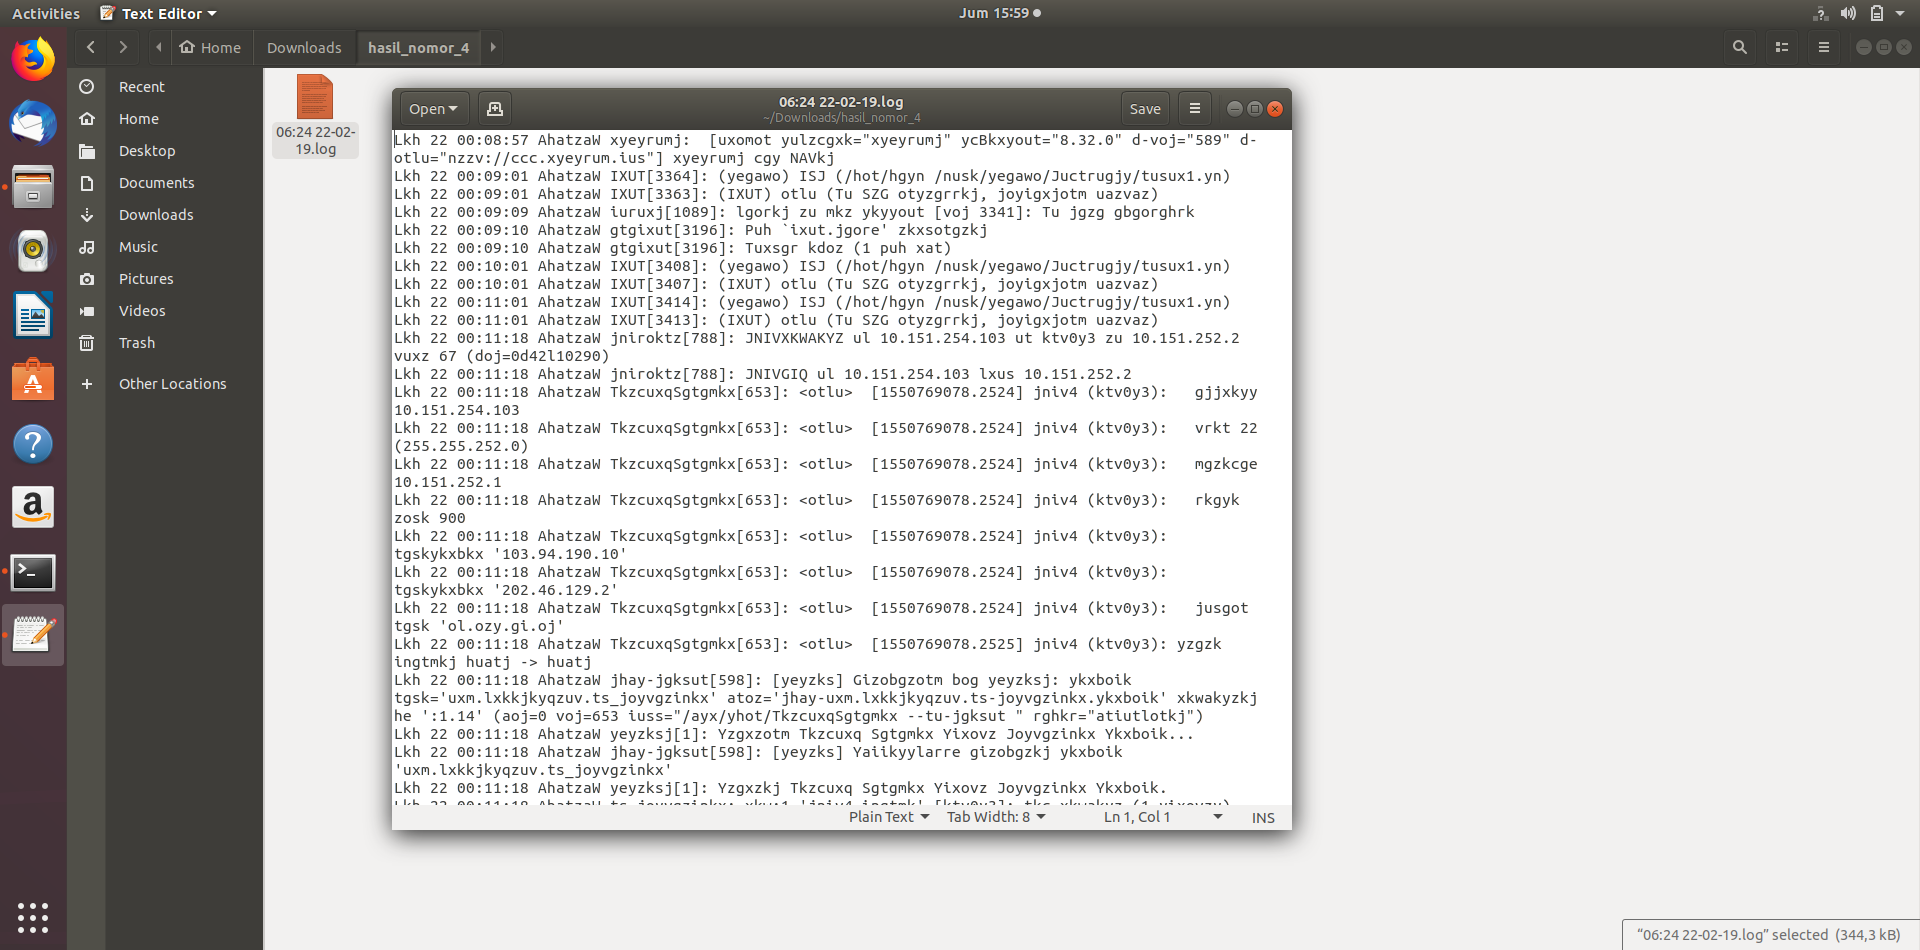 Activities
Text Editor
Jum 15:59
Home
Downloads
hasil_nomor_4
Recent
Home
Desktop
Documents
Downloads
Music
Pictures
Videos
Trash
Other Locations
06:24 22-02-
19.log
Open
06:24 22-02-19.log
~/Downloads/hasil_nomor_4
Save
Lkh 22 00:08:57 AhatzaW xyeyrumj:  [uxomot yulzcgxk="xyeyrumj" ycBkxyout="8.32.0" d-voj="589" d-
otlu="nzzv://ccc.xyeyrum.ius"] xyeyrumj cgy NAVkj
Lkh 22 00:09:01 AhatzaW IXUT[3364]: (yegawo) ISJ (/hot/hgyn /nusk/yegawo/Juctrugjy/tusux1.yn)
Lkh 22 00:09:01 AhatzaW IXUT[3363]: (IXUT) otlu (Tu SZG otyzgrrkj, joyigxjotm uazvaz)
Lkh 22 00:09:09 AhatzaW iuruxj[1089]: lgorkj zu mkz ykyyout [voj 3341]: Tu jgzg gbgorghrk
Lkh 22 00:09:10 AhatzaW gtgixut[3196]: Puh `ixut.jgore' zkxsotgzkj
Lkh 22 00:09:10 AhatzaW gtgixut[3196]: Tuxsgr kdoz (1 puh xat)
Lkh 22 00:10:01 AhatzaW IXUT[3408]: (yegawo) ISJ (/hot/hgyn /nusk/yegawo/Juctrugjy/tusux1.yn)
Lkh 22 00:10:01 AhatzaW IXUT[3407]: (IXUT) otlu (Tu SZG otyzgrrkj, joyigxjotm uazvaz)
Lkh 22 00:11:01 AhatzaW IXUT[3414]: (yegawo) ISJ (/hot/hgyn /nusk/yegawo/Juctrugjy/tusux1.yn)
Lkh 22 00:11:01 AhatzaW IXUT[3413]: (IXUT) otlu (Tu SZG otyzgrrkj, joyigxjotm uazvaz)
Lkh 22 00:11:18 AhatzaW jniroktz[788]: JNIVXKWAKYZ ul 10.151.254.103 ut ktv0y3 zu 10.151.252.2
vuxz 67 (doj=0d42l10290)
Lkh 22 00:11:18 AhatzaW jniroktz[788]: JNIVGIQ ul 10.151.254.103 lxus 10.151.252.2
Lkh 22 00:11:18 AhatzaW TkzcuxqSgtgmkx[653]: <otlu>  [1550769078.2524] jniv4 (ktv0y3):   gjjxkyy
10.151.254.103
Lkh 22 00:11:18 AhatzaW TkzcuxqSgtgmkx[653]: <otlu>  [1550769078.2524] jniv4 (ktv0y3):   vrkt 22
(255.255.252.0)
Lkh 22 00:11:18 AhatzaW TkzcuxqSgtgmkx[653]: <otlu>  [1550769078.2524] jniv4 (ktv0y3):   mgzkcge
10.151.252.1
Lkh 22 00:11:18 AhatzaW TkzcuxqSgtgmkx[653]: <otlu>  [1550769078.2524] jniv4 (ktv0y3):   rkgyk
zosk 900
Lkh 22 00:11:18 AhatzaW TkzcuxqSgtgmkx[653]: <otlu>  [1550769078.2524] jniv4 (ktv0y3):
tgskykxbkx '103.94.190.10'
Lkh 22 00:11:18 AhatzaW TkzcuxqSgtgmkx[653]: <otlu>  [1550769078.2524] jniv4 (ktv0y3):
tgskykxbkx '202.46.129.2'
Lkh 22 00:11:18 AhatzaW TkzcuxqSgtgmkx[653]: <otlu>  [1550769078.2524] jniv4 (ktv0y3):   jusgot
tgsk 'ol.ozy.gi.oj'
Lkh 22 00:11:18 AhatzaW TkzcuxqSgtgmkx[653]: <otlu>  [1550769078.2525] jniv4 (ktv0y3): yzgzk
ingtmkj huatj -> huatj
Lkh 22 00:11:18 AhatzaW jhay-jgksut[598]: [yeyzks] Gizobgzotm bog yeyzksj: ykxboik
tgsk='uxm.lxkkjkyqzuv.ts_joyvgzinkx' atoz='jhay-uxm.lxkkjkyqzuv.ts-joyvgzinkx.ykxboik' xkwakyzkj
he ':1.14' (aoj=0 voj=653 iuss="/ayx/yhot/TkzcuxqSgtgmkx --tu-jgksut " rghkr="atiutlotkj")
Lkh 22 00:11:18 AhatzaW yeyzksj[1]: Yzgxzotm Tkzcuxq Sgtgmkx Yixovz Joyvgzinkx Ykxboik...
Lkh 22 00:11:18 AhatzaW jhay-jgksut[598]: [yeyzks] Yaiikyylarre gizobgzkj ykxboik
'uxm.lxkkjkyqzuv.ts_joyvgzinkx'
Lkh 22 00:11:18 AhatzaW yeyzksj[1]: Yzgxzkj Tkzcuxq Sgtgmkx Yixovz Joyvgzinkx Ykxboik.
Plain Text
Tab Width: 8
Ln 1, Col 1
INS
"06:24 22-02-19.log" selected  (344,3 kB)